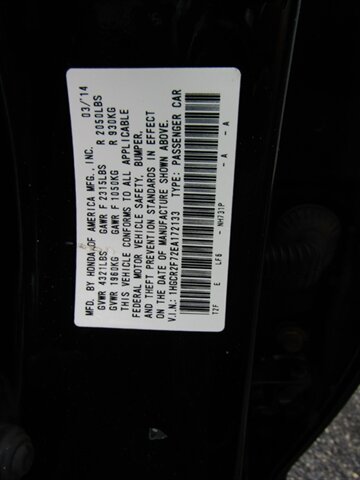 MFD. BY HONDA OF AMERICA MFG., INC. 03/'14
GVWR 4321LBS GAWR F 2315LBS R 2050LBS
GVWR 1960KG GAWR F 1050KG R 930KG
THIS VEHICLE CONFORMS TO ALL APPLICABLE
FEDERAL MOTOR VEHICLE SAFETY, BUMPER,
AND THEFT PREVENTION STANDARDS IN EFFECT
ON THE DATE OF MANUFACTURE SHOWN ABOVE.
V.I.N.: 1HGCR2F72EA172133 TYPE: PASSENGER CAR
T2F E LF6 - NH731P - A - A